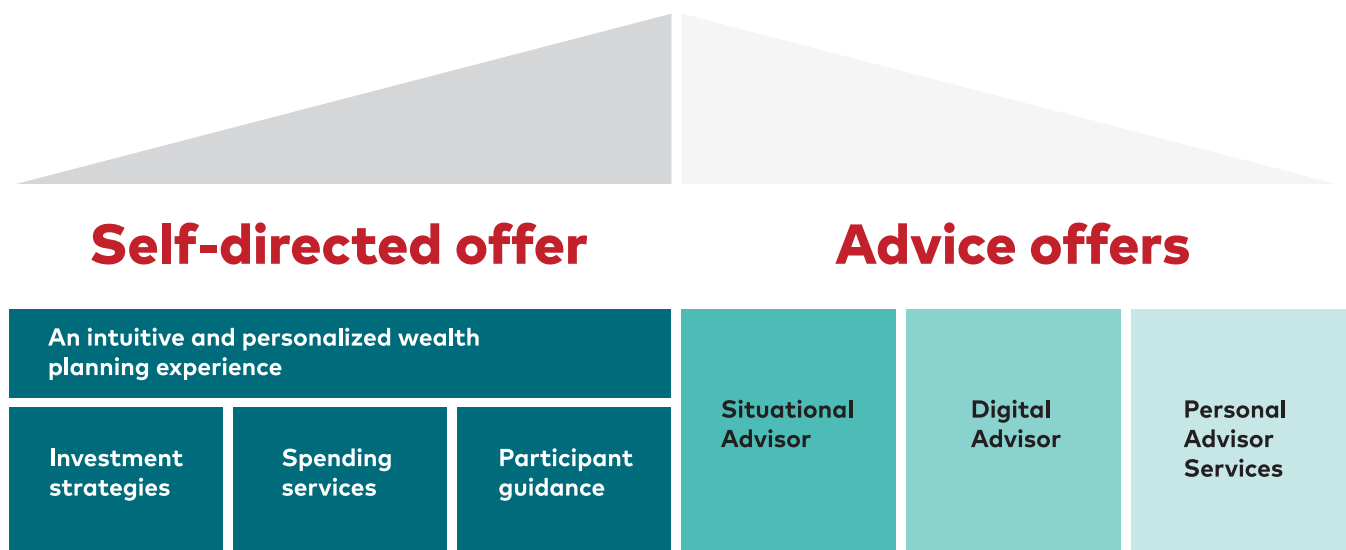 Self-directed offer
Advice offers
An intuitive and personalized wealth
planning experience
Investment
strategies
Spending
services
Participant
guidance
Situational
Advisor
Digital
Advisor
Personal
Advisor
Services